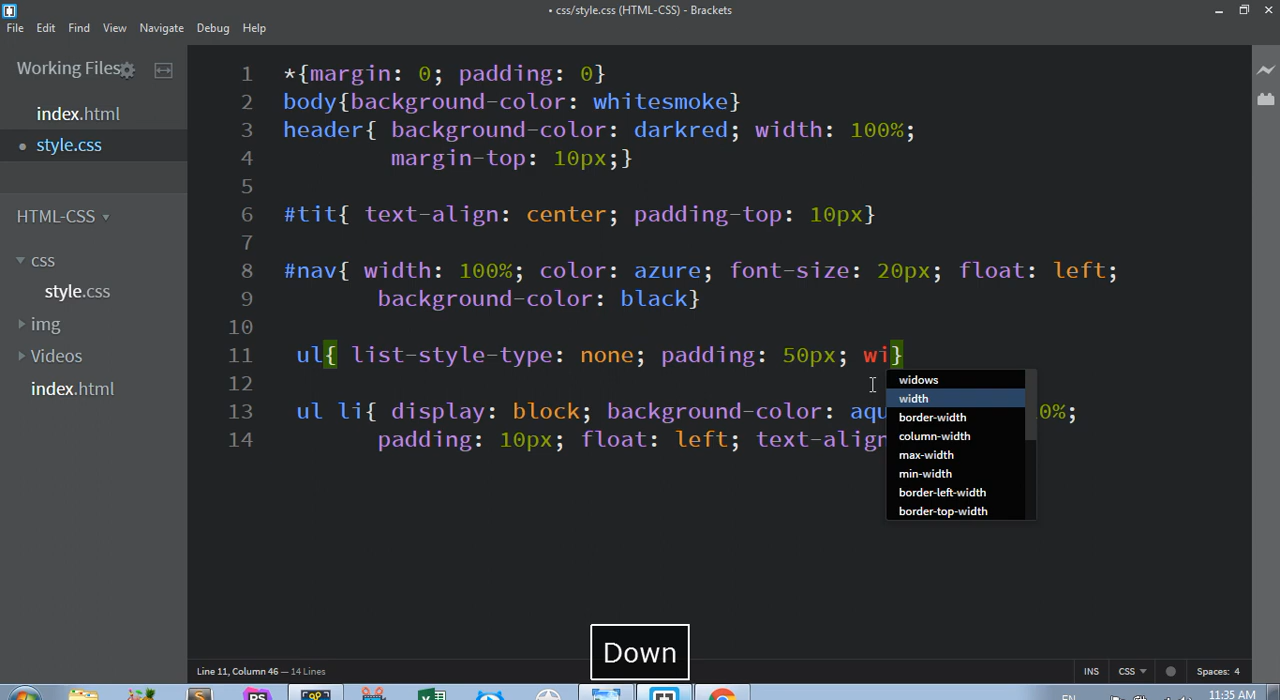 • css/style.css (HTML-CSS) - Brackets
File Edit Find View Navigate Debug Help
Working Files
index.html
• style.css
HTML-CSS
css
style.css
img
Videos
index.html
1 *{margin: 0; padding: 0}
2 body{background-color: whitesmoke}
3 header{ background-color: darkred; width: 100%;
4 margin-top: 10px;}
5
6 #tit{ text-align: center; padding-top: 10px}
7
8 #nav{ width: 100%; color: azure; font-size: 20px; float: left;
9 background-color: black}
10
11 ul{ list-style-type: none; padding: 50px; wi}
12
13 ul li{ display: block; background-color: aqu 0%;
14 padding: 10px; float: left; text-align
widows
width
border-width
column-width
max-width
min-width
border-left-width
border-top-width
Down
Line 11, Column 46 — 14 Lines
INS CSS Spaces: 4
EN 11:35 AM